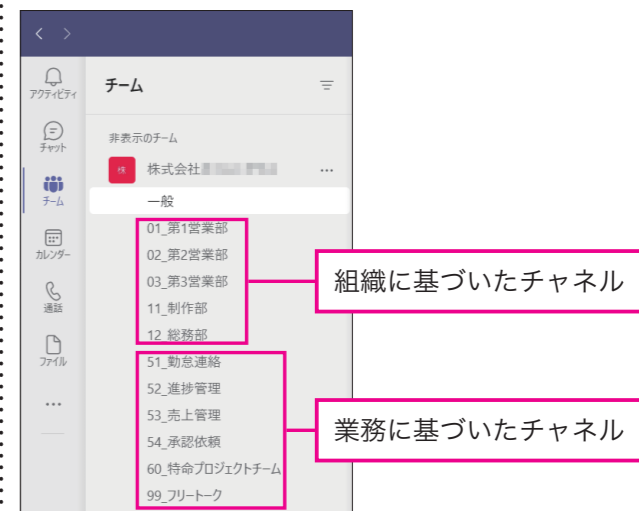 アクティビティ
チーム
チャット
非表示のチーム
株
株式会社
チーム
一般
01_第1営業部
カレンダー
02_第2営業部
03_第3営業部
組織に基づいたチャネル
通話
11_制作部
12_総務部
ファイル
51_勤怠連絡
52_進捗管理
53_売上管理
業務に基づいたチャネル
54_承認依頼
60_特命プロジェクトチーム
99_フリートーク